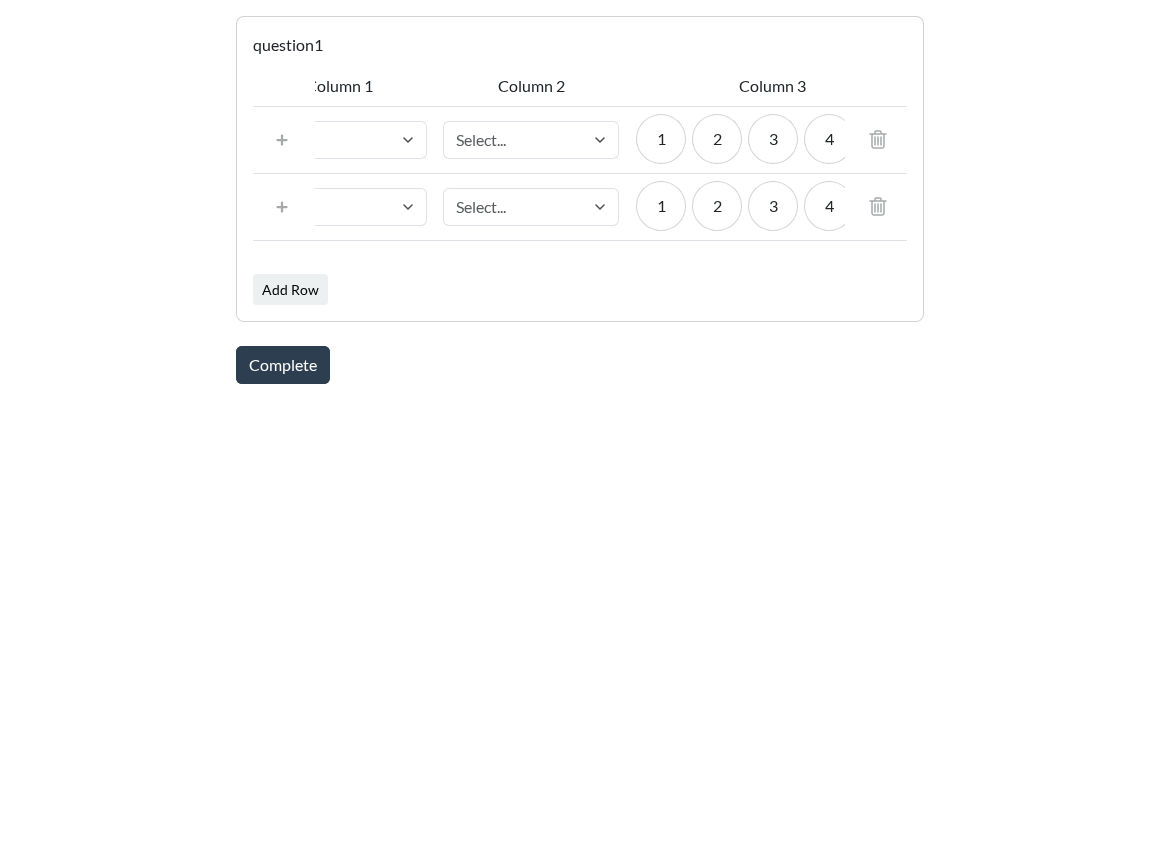 question1
Column 1 Column 2 Column 3
Select... 1 2 3 4
Select... 1 2 3 4
Add Row
Complete